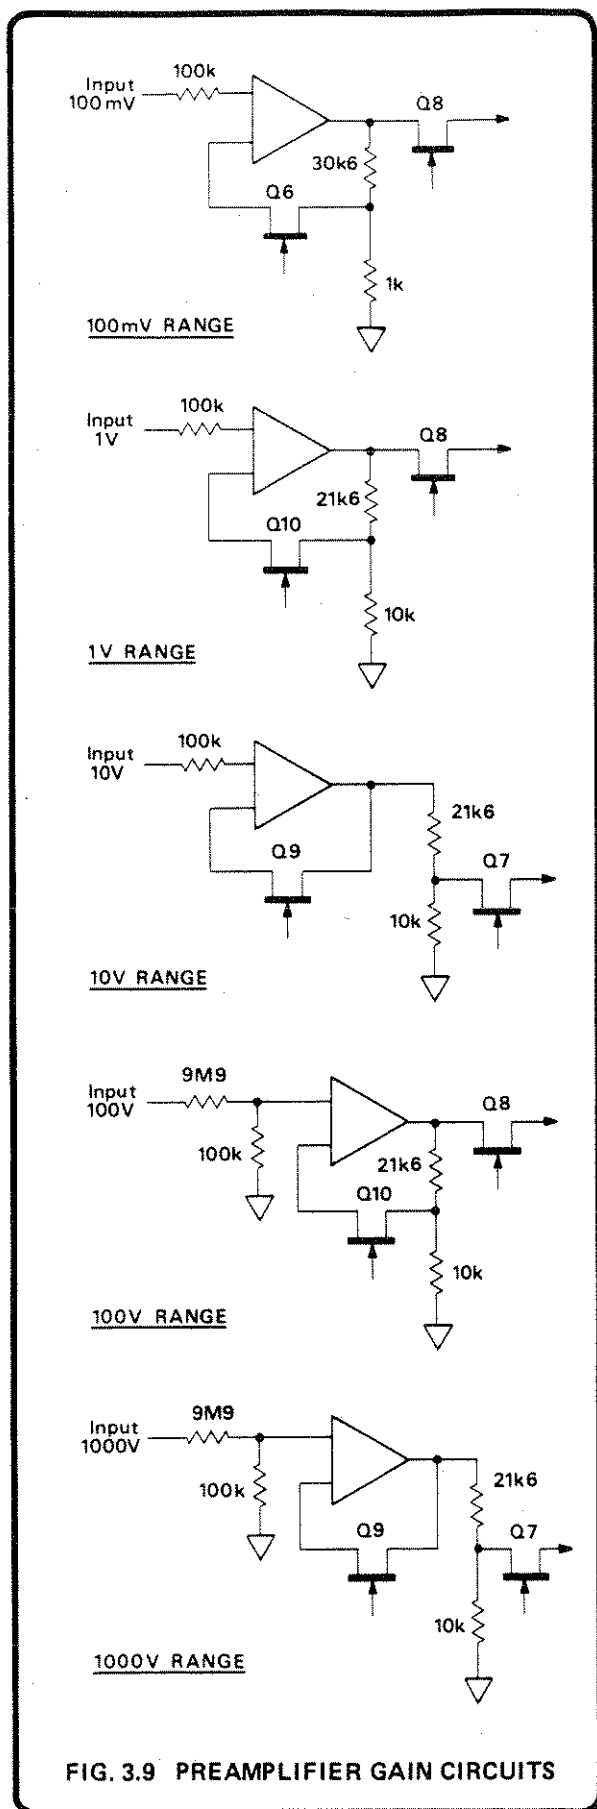 100k
Input
100mV
Q8
30k6
Q6
1k
100mV RANGE
100k
Input
1V
Q8
21k6
Q10
10k
1V RANGE
100k
Input
10V
21k6
Q9
Q7
10k
10V RANGE
9M9
Input
100V
Q8
100k
21k6
Q10
10k
100V RANGE
9M9
Input
1000V
100k
21k6
Q9
Q7
10k
1000V RANGE
FIG. 3.9 PREAMPLIFIER GAIN CIRCUITS